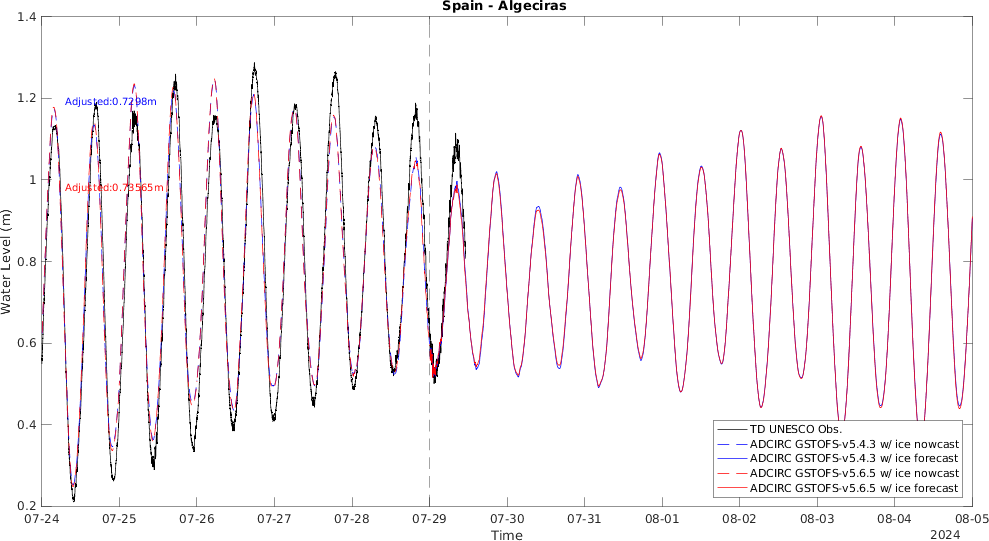 Spain - Algeciras
1.4
1.2
1
0.8
0.6
0.4
0.2
Water Level (m)
Adjusted:0.7298m
Adjusted:0.73565m
TD UNESCO Obs.
ADCIRC GSTOFS-v5.4.3 w/ ice nowcast
ADCIRC GSTOFS-v5.4.3 w/ ice forecast
ADCIRC GSTOFS-v5.6.5 w/ ice nowcast
ADCIRC GSTOFS-v5.6.5 w/ ice forecast
07-24 07-25 07-26 07-27 07-28 07-29 07-30 07-31 08-01 08-02 08-03 08-04 08-05
Time
2024